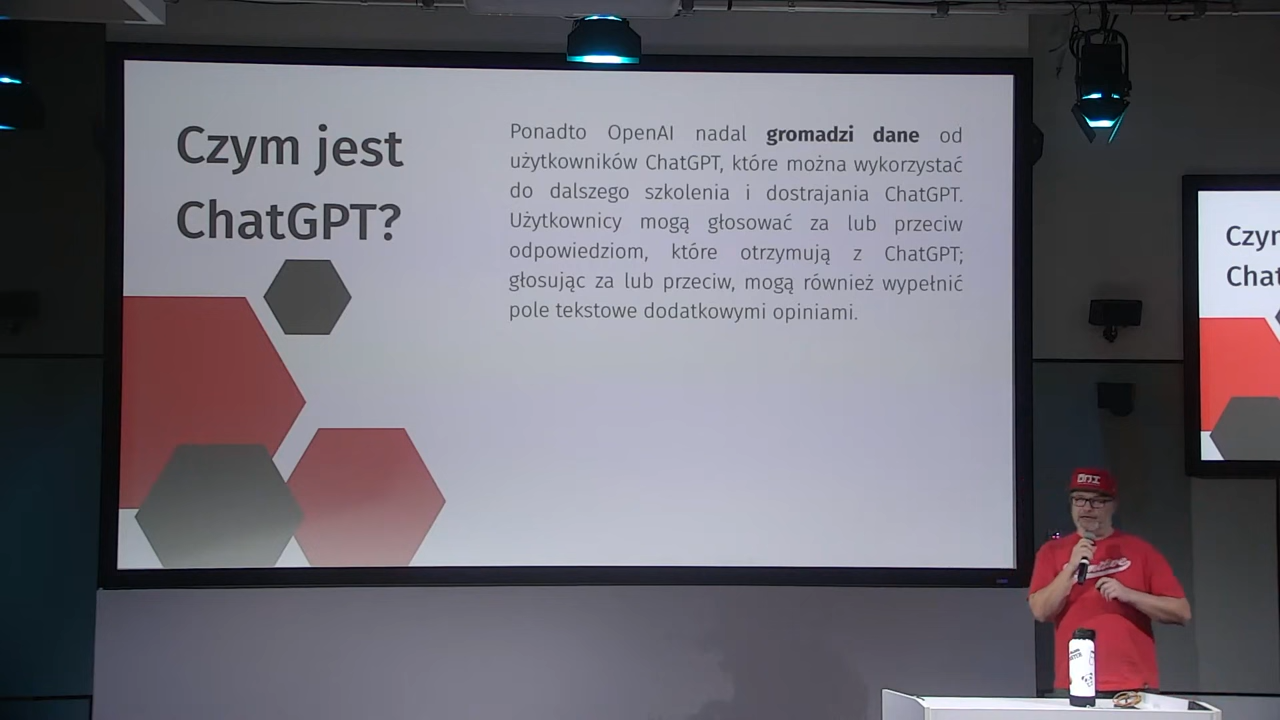 Czym jest
ChatGPT?
Ponadto OpenAI nadal gromadzi dane od
użytkowników ChatGPT, które można wykorzystać
do dalszego szkolenia i dostrajania ChatGPT.
Użytkownicy mogą głosować za lub przeciw
odpowiedziom, które otrzymują z ChatGPT;
głosując za lub przeciw, mogą również wypełnić
pole tekstowe dodatkowymi opiniami.
Czym
Chat